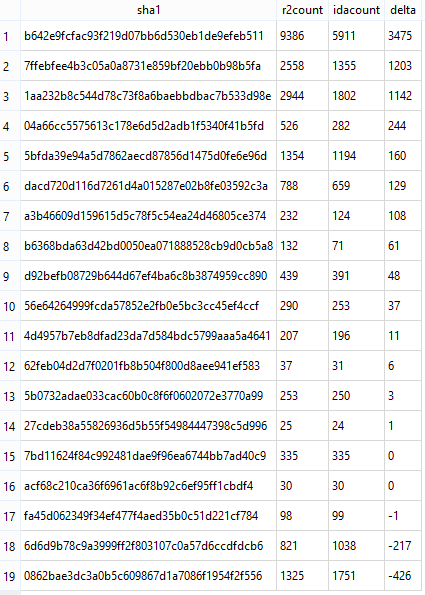 sha1 r2count idacount delta
1 b642e9fcfac93f219d07bb6d530eb1de9efeb511 9386 5911 3475
2 7ffebfee4b3c05a0a8731e859bf20ebb0b98b5fa 2558 1355 1203
3 1aa232b8c544d78c73f8a6baebbdbac7b533d98e 2944 1802 1142
4 04a66cc5575613c178e6d5d2adb1f5340f41b5fd 526 282 244
5 5bfda39e94a5d7862aecd87856d1475d0fe6e96d 1354 1194 160
6 dacd720d116d7261d4a015287e02b8fe03592c3a 788 659 129
7 a3b46609d159615d5c78f5c54ea24d46805ce374 232 124 108
8 b6368bda63d42bd0050ea071888528cb9d0cb5a8 132 71 61
9 d92befb08729b644d67ef4ba6c8b3874959cc890 439 391 48
10 56e64264999fcda57852e2fb0e5bc3cc45ef4ccf 290 253 37
11 4d4957b7eb8dfad23da7d584bdc5799aaa5a4641 207 196 11
12 62feb04d2d7f0201fb8b504f800d8aee941ef583 37 31 6
13 5b0732adae033cac60b0c8f6f0602072e3770a99 253 250 3
14 27cdeb38a55826936d5b55f54984447398c5d996 25 24 1
15 7bd11624f84c992481dae9f96ea6744bb7ad40c9 335 335 0
16 acf68c210ca36f6961ac6f8b92c6ef95ff1cbdf4 30 30 0
17 fa45d062349f34ef477f4aed35b0c51d221cf784 98 99 -1
18 6d6d9b78c9a3999ff2f803107c0a57d6ccdfdcb6 821 1038 -217
19 0862bae3dc3a0b5c609867d1a7086f1954f2f556 1325 1751 -426